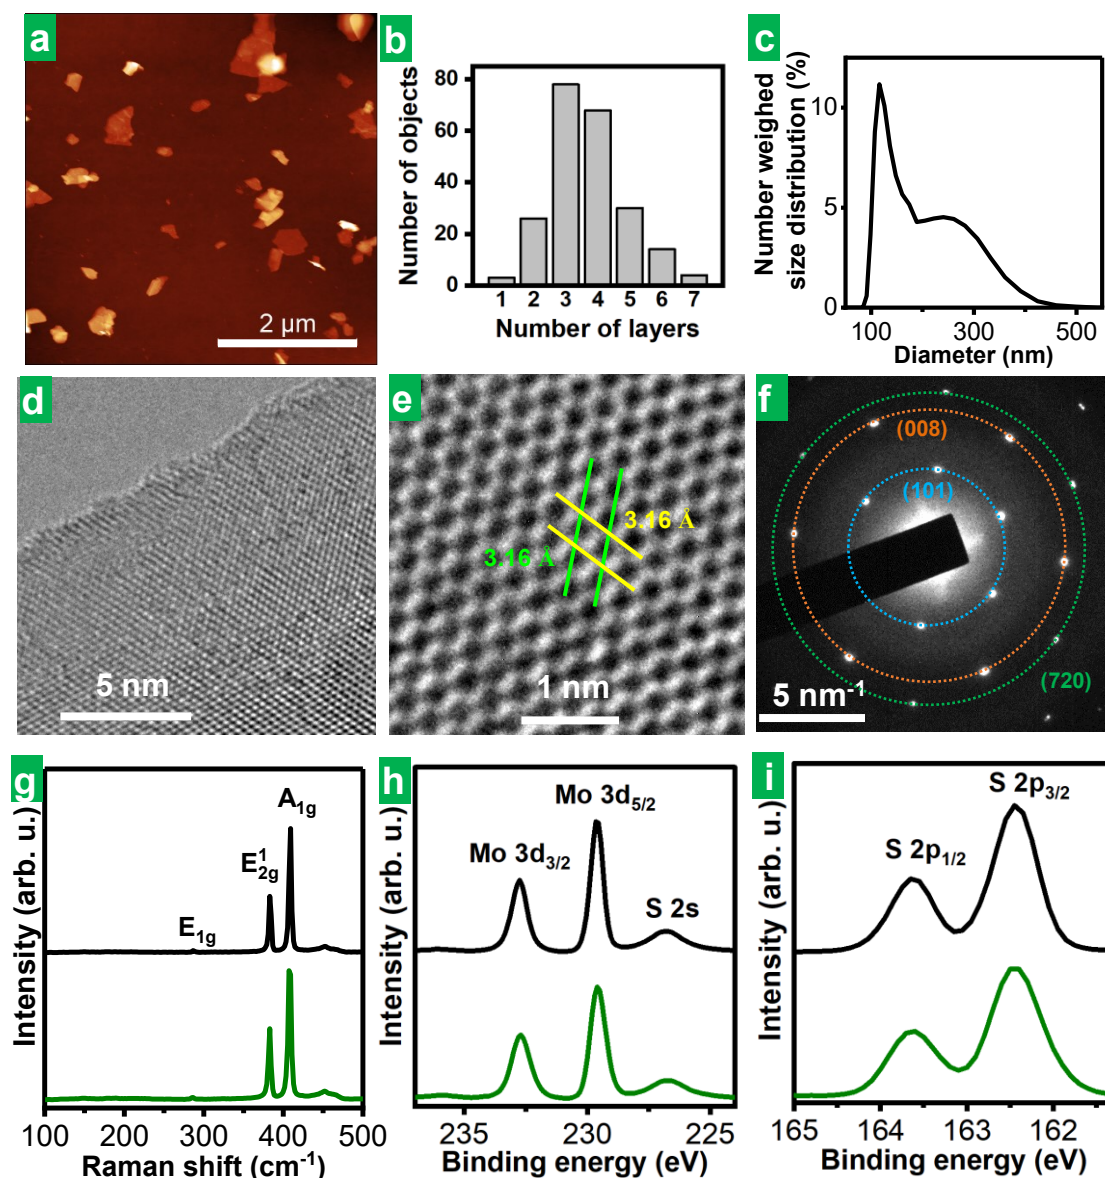 a
2 µm
b
Number of objects
80
60
40
20
0
1 2 3 4 5 6 7
Number of layers
c
Number weighed
size distribution (%)
10
5
0
100 300 500
Diameter (nm)
d
5 nm
e
3.16 Å
3.16 Å
1 nm
f
(008)
(101)
(720)
5 nm⁻¹
g
Intensity (arb. u.)
A₁g
E¹₂g
E₁g
100 200 300 400 500
Raman shift (cm⁻¹)
h
Intensity (arb. u.)
Mo 3d₅/₂
Mo 3d₃/₂
S 2s
235 230 225
Binding energy (eV)
i
Intensity (arb. u.)
S 2p₃/₂
S 2p₁/₂
165 164 163 162
Binding energy (eV)